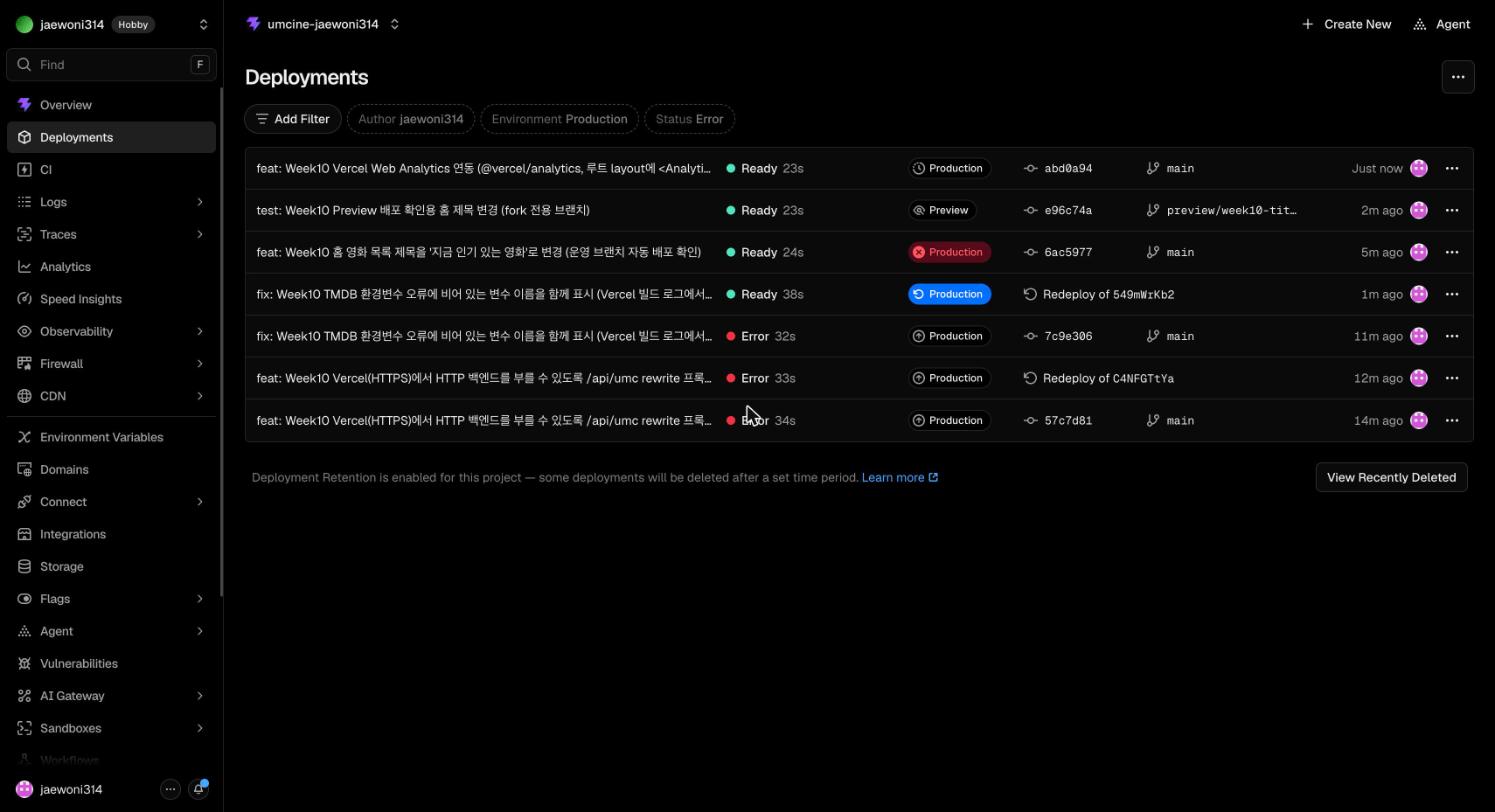 jaewoni314 Hobby
Find F
Overview
Deployments
CI
Logs
Traces
Analytics
Speed Insights
Observability
Firewall
CDN
Environment Variables
Domains
Connect
Integrations
Storage
Flags
Agent
Vulnerabilities
AI Gateway
Sandboxes
Workflows
jaewoni314
umcine-jaewoni314
Create New Agent
Deployments
Add Filter Author jaewoni314 Environment Production Status Error
feat: Week10 Vercel Web Analytics 연동 (@vercel/analytics, 루트 layout에 <Analyti... Ready 23s Production abd0a94 main Just now
test: Week10 Preview 배포 확인용 홈 제목 변경 (fork 전용 브랜치) Ready 23s Preview e96c74a preview/week10-tit... 2m ago
feat: Week10 홈 영화 목록 제목을 '지금 인기 있는 영화'로 변경 (운영 브랜치 자동 배포 확인) Ready 24s Production 6ac5977 main 5m ago
fix: Week10 TMDB 환경변수 오류에 비어 있는 변수 이름을 함께 표시 (Vercel 빌드 로그에서... Ready 38s Production Redeploy of 549mWrKb2 1m ago
fix: Week10 TMDB 환경변수 오류에 비어 있는 변수 이름을 함께 표시 (Vercel 빌드 로그에서... Error 32s Production 7c9e306 main 11m ago
feat: Week10 Vercel(HTTPS)에서 HTTP 백엔드를 부를 수 있도록 /api/umc rewrite 프록... Error 33s Production Redeploy of C4NFGTtYa 12m ago
feat: Week10 Vercel(HTTPS)에서 HTTP 백엔드를 부를 수 있도록 /api/umc rewrite 프록... Error 34s Production 57c7d81 main 14m ago
Deployment Retention is enabled for this project — some deployments will be deleted after a set time period. Learn more View Recently Deleted